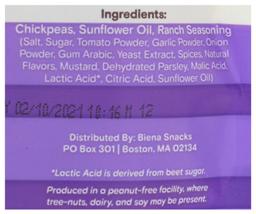 Ingredients:
Chickpeas, Sunflower Oil, Ranch Seasoning
(Salt, Sugar, Tomato Powder, Garlic Powder, Onion
Powder, Gum Arabic, Yeast Extract, Spices, Natural
Flavors, Mustard, Dehydrated Parsley, Malic Acid,
Lactic Acid*, Citric Acid, Sunflower Oil)
02/10/2021 18:16 M 12
Distributed By: Biena Snacks
PO Box 301 | Boston, MA 02134
*Lactic Acid is derived from beet sugar.
Produced in a peanut-free facility, where
tree-nuts, dairy, and soy may be present.